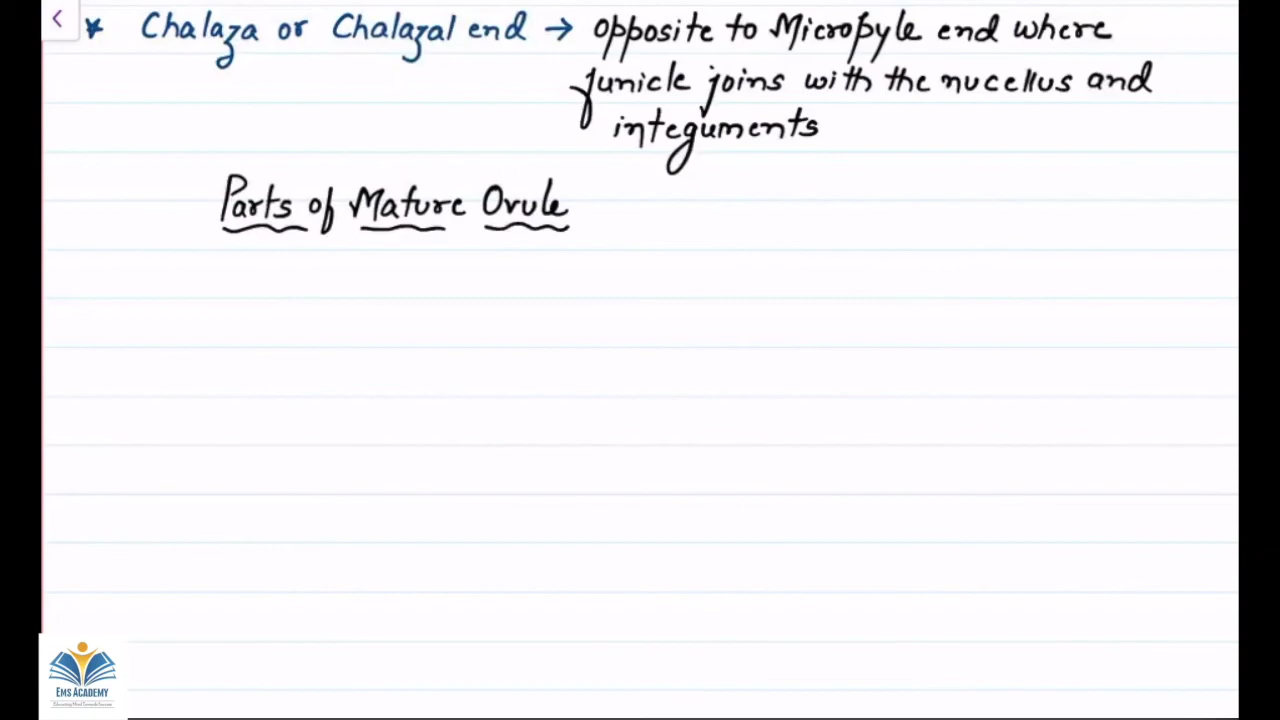 * Chalaza or Chalazal end → opposite to Micropyle end where
funicle joins with the nucellus and
integuments
Parts of Mature Ovule
EMS ACADEMY